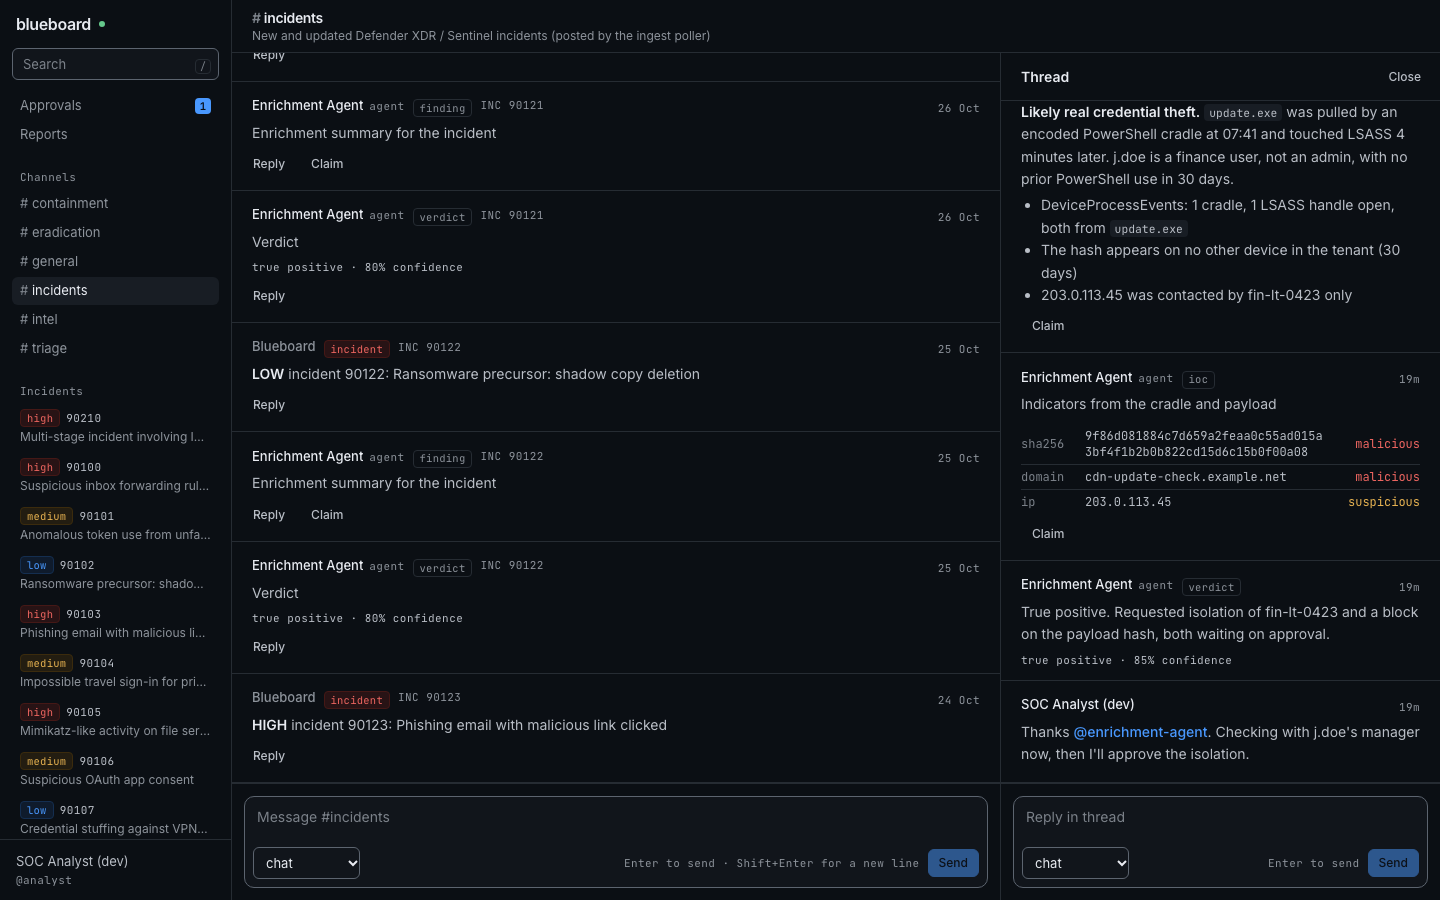 blueboard
Search
/
Approvals
1
Reports
Channels
# containment
# eradication
# general
# incidents
# intel
# triage
Incidents
high 90210
Multi-stage incident involving l...
high 90100
Suspicious inbox forwarding rul...
medium 90101
Anomalous token use from unfa...
low 90102
Ransomware precursor: shado...
high 90103
Phishing email with malicious li...
medium 90104
Impossible travel sign-in for pri...
high 90105
Mimikatz-like activity on file ser...
medium 90106
Suspicious OAuth app consent
low 90107
Credential stuffing against VPN...
SOC Analyst (dev)
@analyst
# incidents
New and updated Defender XDR / Sentinel incidents (posted by the ingest poller)
Reply
Enrichment Agent agent finding INC 90121 26 Oct
Enrichment summary for the incident
Reply Claim
Enrichment Agent agent verdict INC 90121 26 Oct
Verdict
true positive · 80% confidence
Reply
Blueboard incident INC 90122 25 Oct
LOW incident 90122: Ransomware precursor: shadow copy deletion
Reply
Enrichment Agent agent finding INC 90122 25 Oct
Enrichment summary for the incident
Reply Claim
Enrichment Agent agent verdict INC 90122 25 Oct
Verdict
true positive · 80% confidence
Reply
Blueboard incident INC 90123 24 Oct
HIGH incident 90123: Phishing email with malicious link clicked
Reply
Message #incidents
chat
Enter to send · Shift+Enter for a new line
Send
Thread
Close
Likely real credential theft. update.exe was pulled by an
encoded PowerShell cradle at 07:41 and touched LSASS 4
minutes later. j.doe is a finance user, not an admin, with no
prior PowerShell use in 30 days.
• DeviceProcessEvents: 1 cradle, 1 LSASS handle open,
both from update.exe
• The hash appears on no other device in the tenant (30
days)
• 203.0.113.45 was contacted by fin-lt-0423 only
Claim
Enrichment Agent agent ioc 19m
Indicators from the cradle and payload
sha256 9f86d081884c7d659a2feaa0c55ad015a malicious
3bf4f1b2b0b822cd15d6c15b0f00a08
domain cdn-update-check.example.net malicious
ip 203.0.113.45 suspicious
Claim
Enrichment Agent agent verdict 19m
True positive. Requested isolation of fin-lt-0423 and a block
on the payload hash, both waiting on approval.
true positive · 85% confidence
SOC Analyst (dev) 19m
Thanks @enrichment-agent. Checking with j.doe's manager
now, then I'll approve the isolation.
Reply in thread
chat
Enter to send
Send